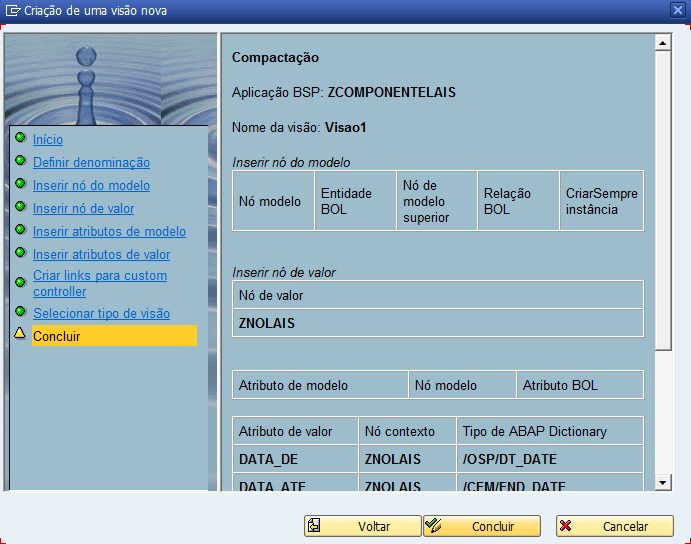 Criação de uma visão nova
Início
Definir denominação
Inserir nó do modelo
Inserir nó de valor
Inserir atributos de modelo
Inserir atributos de valor
Criar links para custom
controller
Selecionar tipo de visão
Concluir
Compactação
Aplicação BSP: ZCOMPONENTELAIS
Nome da visão: Visao1
Inserir nó do modelo
Nó modelo
Entidade
BOL
Nó de
modelo
superior
Relação
BOL
CriarSempre
instância
Inserir nó de valor
Nó de valor
ZNOLAIS
Atributo de modelo Nó modelo Atributo BOL
Atributo de valor Nó contexto Tipo de ABAP Dictionary
DATA_DE ZNOLAIS /OSP/DT_DATE
DATA_ATE ZNOLAIS /CEM/END_DATE
Voltar Concluir Cancelar